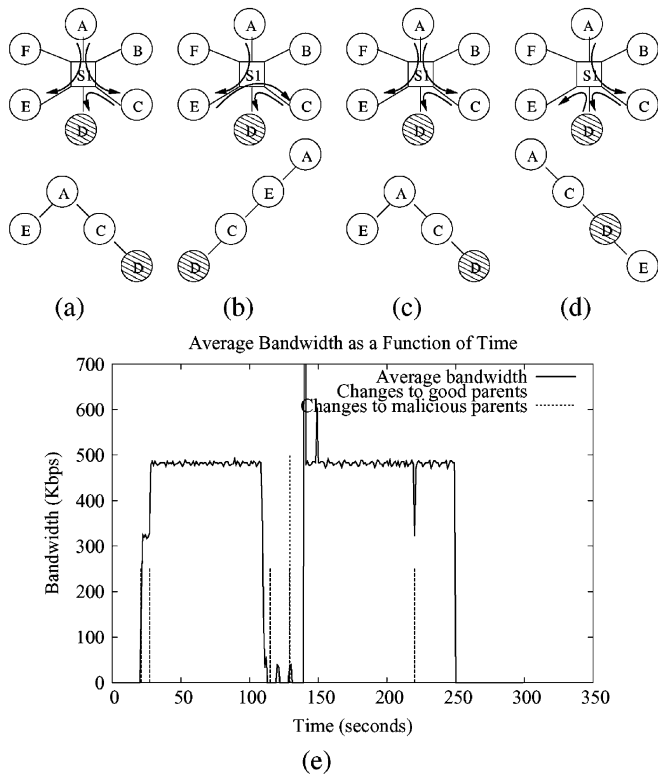 A A A A
F B F B F B F B
S1 S1 S1 S1
E C E C E C E C
D D D D
A A A A
E C E E C C
C D
D D E
(a) (b) (c) (d)
Average Bandwidth as a Function of Time
700
600
500
400
300
200
100
0
Bandwidth (Kbps)
Average bandwidth
Changes to good parents
Changes to malicious parents
0 50 100 150 200 250 300 350
Time (seconds)
(e)